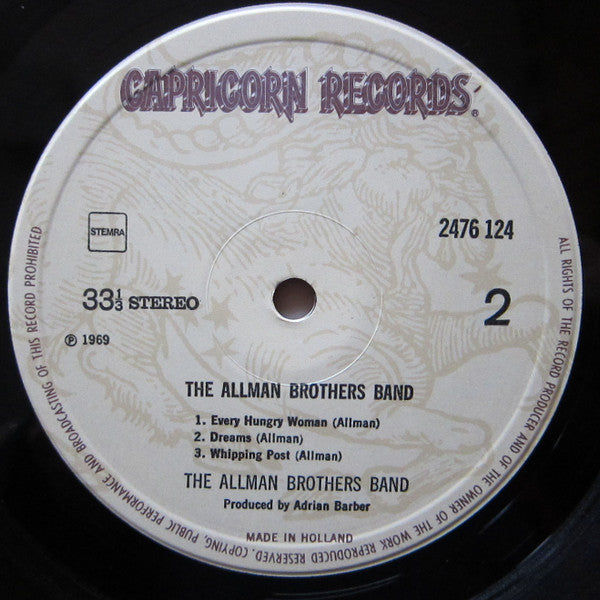 CAPRICORN RECORDS®
STEMRA
2476 124
33⅓ STEREO
2
℗ 1969
THE ALLMAN BROTHERS BAND
1. Every Hungry Woman (Allman)
2. Dreams (Allman)
3. Whipping Post (Allman)
THE ALLMAN BROTHERS BAND
Produced by Adrian Barber
MADE IN HOLLAND
ALL RIGHTS OF THE RECORD PRODUCER AND OF THE OWNER OF THE WORK REPRODUCED RESERVED. COPYING, PUBLIC PERFORMANCE AND BROADCASTING OF THIS RECORD PROHIBITED